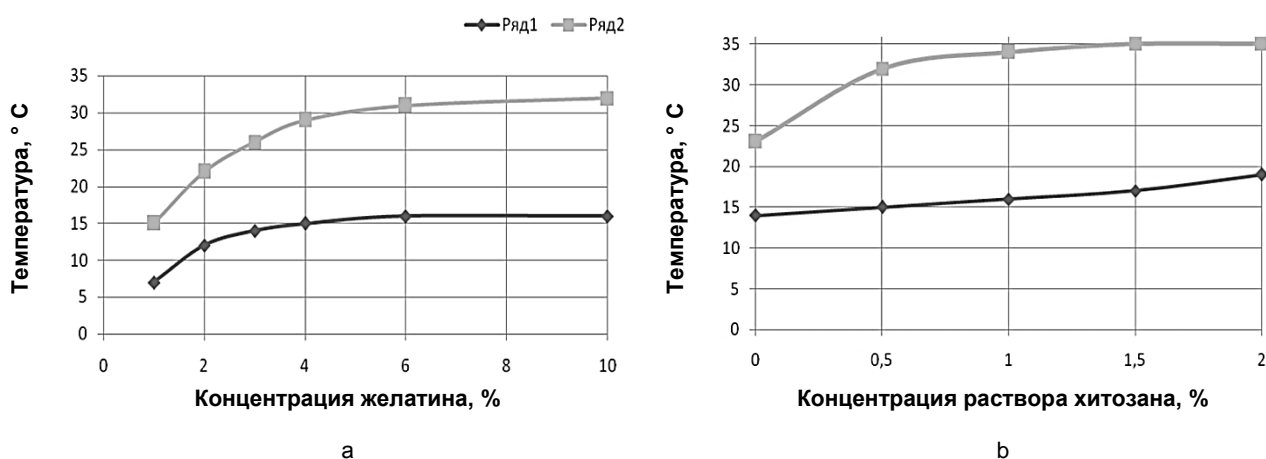 Ряд1 Ряд2
35
30
25
20
15
10
5
0
0 2 4 6 8 10
Температура, ° С
Концентрация желатина, %
а
35
30
25
20
15
10
5
0
0 0,5 1 1,5 2
Температура, ° С
Концентрация раствора хитозана, %
b